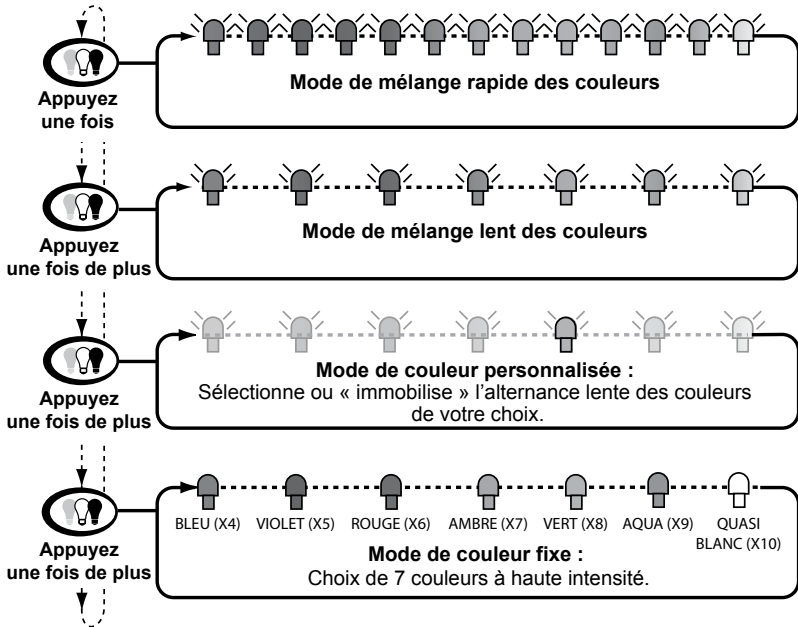 Appuyez
une fois
Mode de mélange rapide des couleurs
Appuyez
une fois de plus
Mode de mélange lent des couleurs
Appuyez
une fois de plus
Mode de couleur personnalisée :
Sélectionne ou « immobilise » l’alternance lente des couleurs
de votre choix.
Appuyez
une fois de plus
BLEU (X4) VIOLET (X5) ROUGE (X6) AMBRE (X7) VERT (X8) AQUA (X9) QUASI
BLANC (X10)
Mode de couleur fixe :
Choix de 7 couleurs à haute intensité.